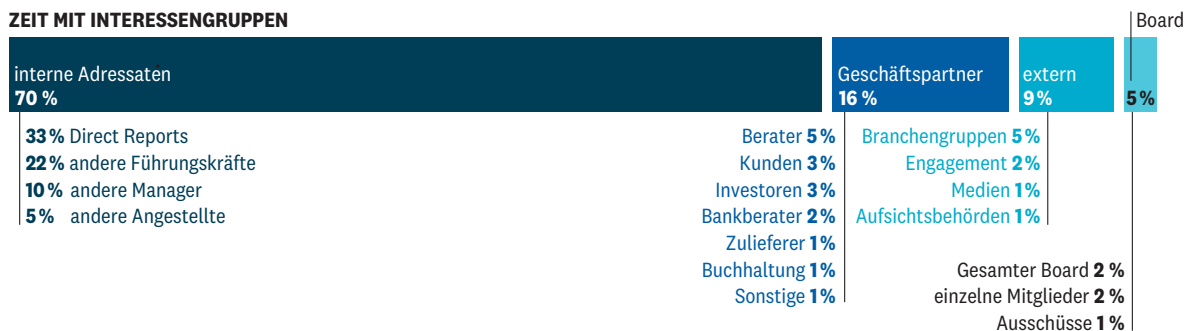 ZEIT MIT INTERESSENGRUPPEN
Board
interne Adressaten
70 %
Geschäftspartner
16 %
extern
9 %
5 %
33 % Direct Reports
22 % andere Führungskräfte
10 % andere Manager
5 % andere Angestellte
Berater 5 %
Kunden 3 %
Investoren 3 %
Bankberater 2 %
Zulieferer 1 %
Buchhaltung 1 %
Sonstige 1 %
Branchengruppen 5 %
Engagement 2 %
Medien 1 %
Aufsichtsbehörden 1 %
Gesamter Board 2 %
einzelne Mitglieder 2 %
Ausschüsse 1 %